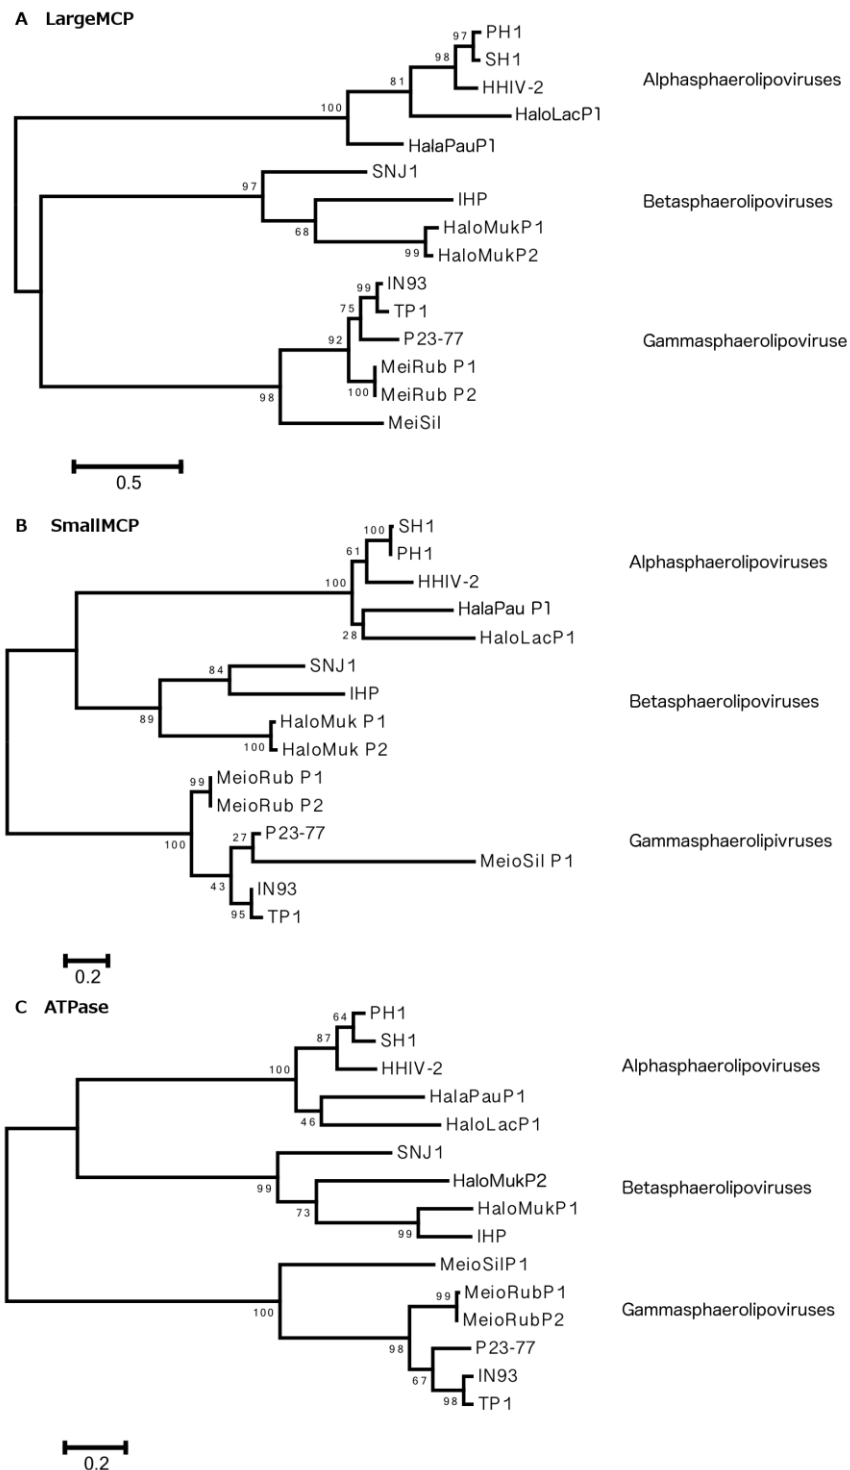 A LargeMCP
97 PH1
98 SH1
81 HHIV-2
Alphasphaerolipoviruses
100 HaloLacP1
HalaPauP1
97 SNJ1
IHP
Betasphaerolipoviruses
68 HaloMukP1
99 HaloMukP2
99 IN93
75 TP1
92 P23-77
Gammasphaerolipoviruse
MeiRub P1
100 MeiRub P2
98 MeiSil
0.5
B SmallMCP
100 SH1
61 PH1
Alphasphaerolipoviruses
100 HHIV-2
HalaPau P1
28 HaloLacP1
84 SNJ1
IHP
Betasphaerolipoviruses
89 HaloMuk P1
100 HaloMuk P2
99 MeioRub P1
MeioRub P2
27 P23-77
Gammasphaerolipivruses
100
MeioSil P1
43 IN93
95 TP1
0.2
C ATPase
64 PH1
87 SH1
100 HHIV-2
Alphasphaerolipoviruses
HalaPauP1
46 HaloLacP1
SNJ1
99 HaloMukP2
Betasphaerolipoviruses
73 HaloMukP1
99 IHP
MeioSilP1
99 MeioRubP1
100
Gammasphaerolipoviruses
MeioRubP2
98 P23-77
67 IN93
98 TP1
0.2